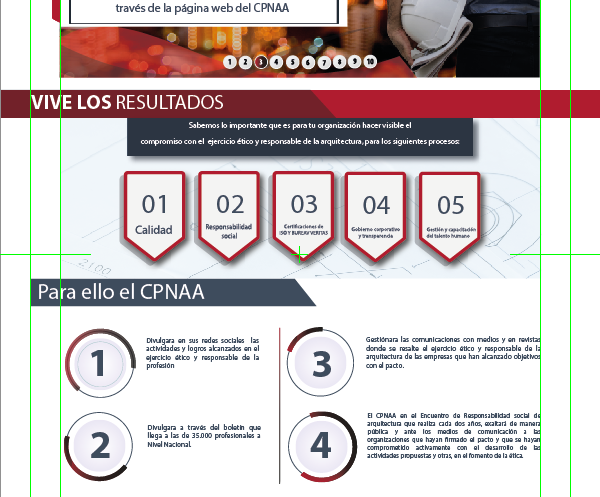 través de la página web del CPNAA
1 2 3 4 5 6 7 8 9 10
VIVE LOS RESULTADOS
Sabemos lo importante que es para tu organización hacer visible el
compromiso con el ejercicio ético y responsable de la arquitectura, para los siguientes procesos:
01
Calidad
02
Responsabilidad
social
03
Certificaciones de
ISO Y BUREAU VERITAS
04
Gobierno corporativo
y transparencia
05
Gestión y capacitación
del talento humano
2100
Para ello el CPNAA
1
Divulgara en sus redes sociales las
actividades y logros alcanzados en el
ejercicio ético y responsable de la
profesión
2
Divulgara a través del boletin que
llega a las de 35.000 profesionales a
Nivel Nacional.
3
Gestiónara las comunicaciones con medios y en revistas
donde se resalte el ejercicio ético y responsable de la
arquitectura de las empresas que han alcanzado objetivos
con el pacto.
4
El CPNAA en el Encuentro de Responsabilidad social de
arquitectura que realiza cada dos años, exaltará de manera
pública y ante los medios de comunicación a las
organizaciones que hayan firmado el pacto y que se hayan
comprometido activamente con el desarrollo de las
actividades propuestas y otras, en el fomento de la ética.